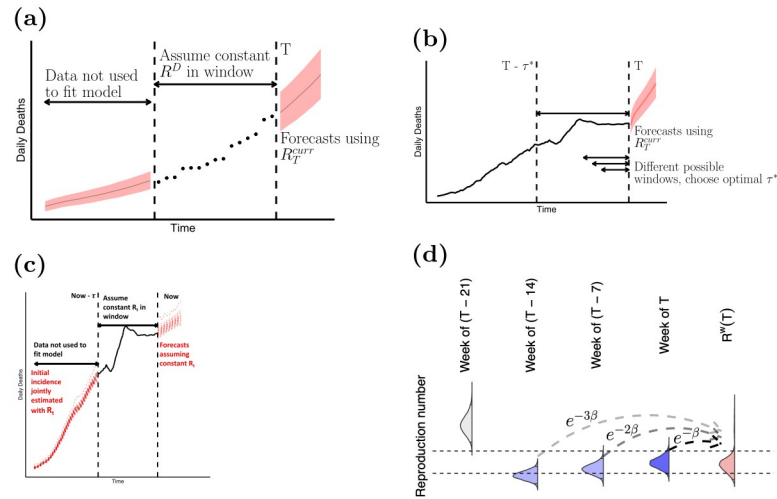 (a)
Data not used
to fit model
Assume constant
R^D in window
T
Forecasts using
R_T^{curr}
Daily Deaths
Time
(b)
T - τ*
T
Forecasts using
R_T^{curr}
Different possible
windows, choose optimal τ*
Daily Deaths
Time
(c)
Now - τ
Assume
constant R_t in
window
Now
Data not used to
fit model
Initial
incidence
jointly
estimated
with R_t
Forecasts
assuming
constant R_t
Daily Deaths
Time
(d)
Week of (T − 21)
Week of (T − 14)
Week of (T − 7)
Week of T
R^w(T)
Reproduction number
e^{−3β}
e^{−2β}
e^{−β}